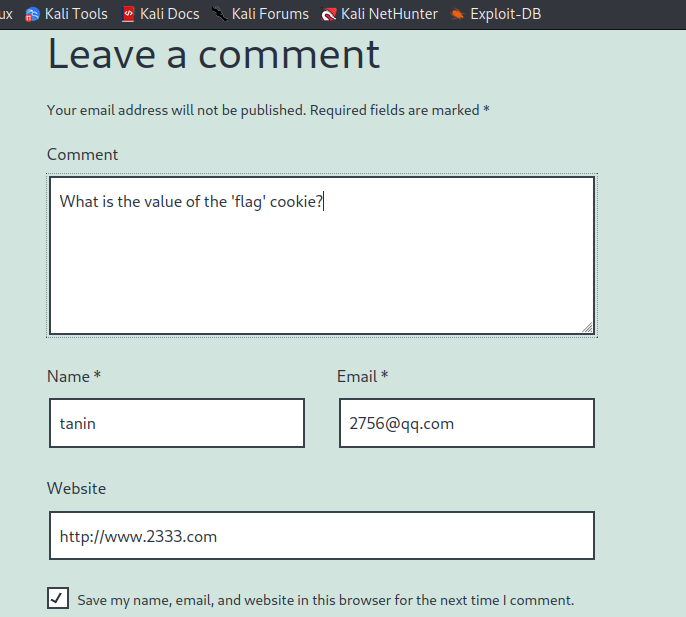 ux Kali Tools Kali Docs Kali Forums Kali NetHunter Exploit-DB
Leave a comment
Your email address will not be published. Required fields are marked *
Comment
What is the value of the 'flag' cookie?
Name * Email *
tanin 2756@qq.com
Website
http://www.2333.com
Save my name, email, and website in this browser for the next time I comment.